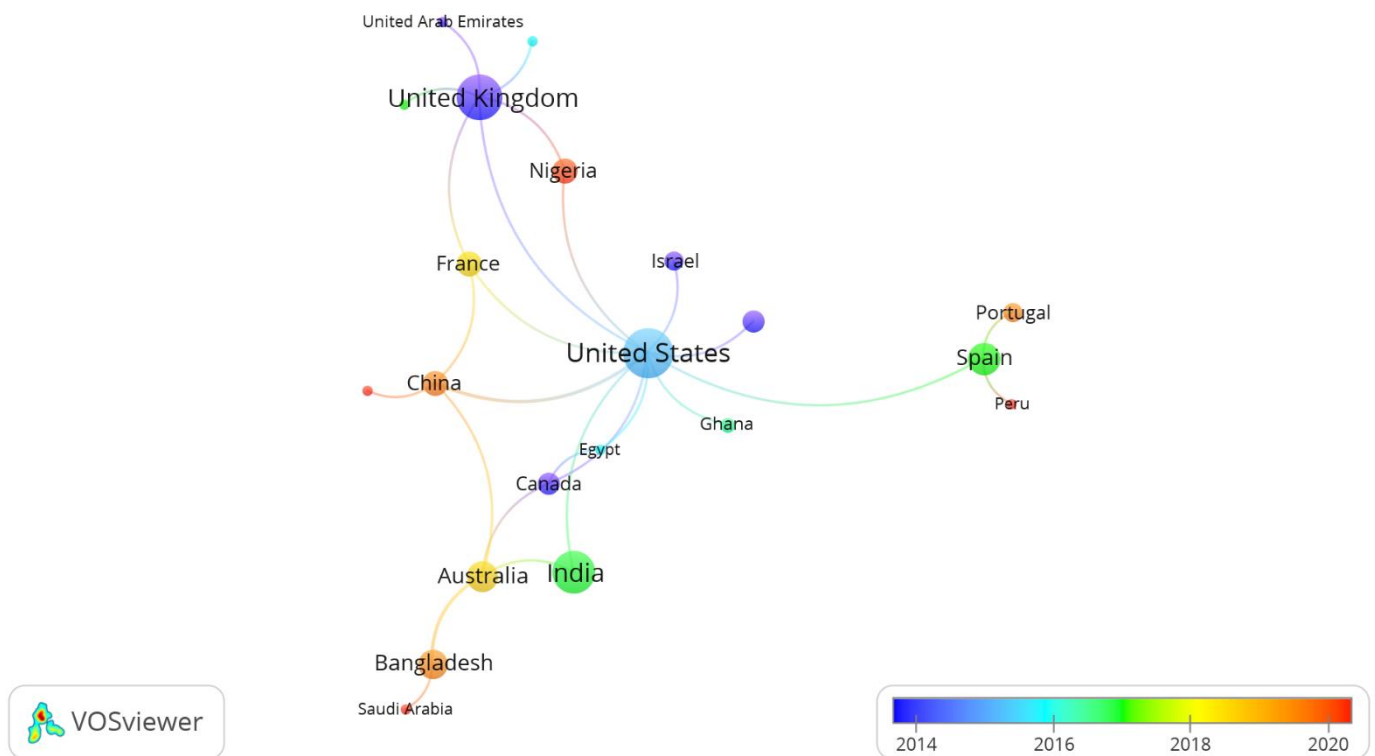 United Arab Emirates
United Kingdom
Nigeria
France
Israel
Portugal
United States
Spain
China
Peru
Ghana
Egypt
Canada
India
Australia
Bangladesh
Saudi Arabia
VOSviewer
2014 2016 2018 2020